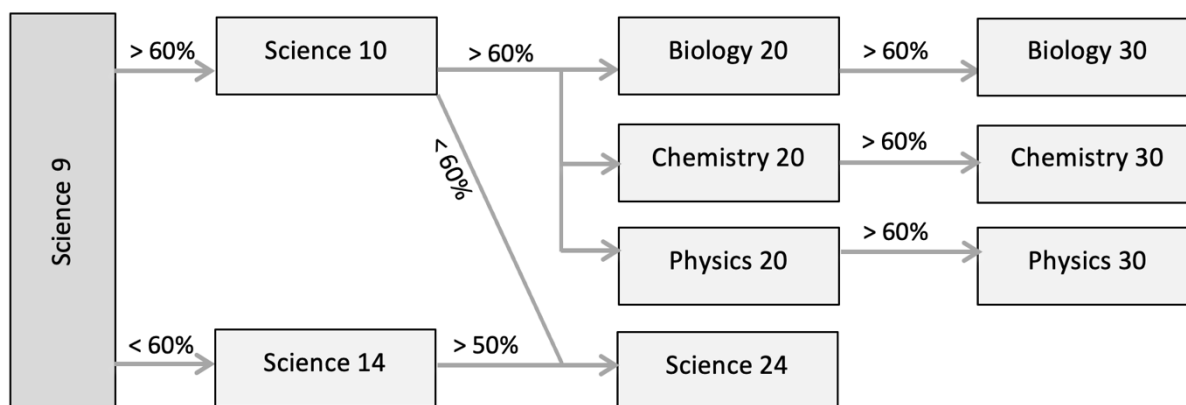 Science 9
> 60%
Science 10
> 60%
Biology 20
> 60%
Biology 30
< 60%
Chemistry 20
> 60%
Chemistry 30
Physics 20
> 60%
Physics 30
< 60%
Science 14
> 50%
Science 24